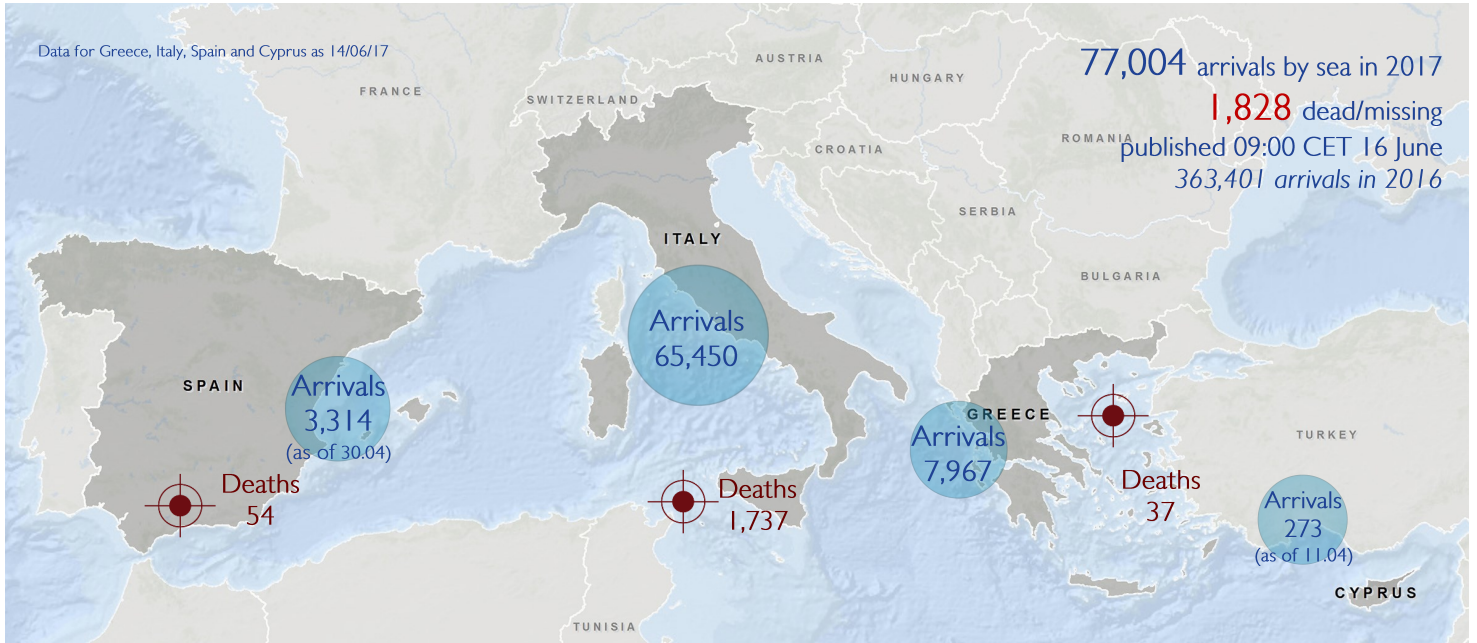 Data for Greece, Italy, Spain and Cyprus as 14/06/17
77,004 arrivals by sea in 2017
1,828 dead/missing
published 09:00 CET 16 June
363,401 arrivals in 2016
AUSTRIA
HUNGARY
FRANCE
SWITZERLAND
ROMANIA
CROATIA
SERBIA
ITALY
BULGARIA
Arrivals
65,450
SPAIN
Arrivals
3,314
(as of 30.04)
GREECE
Arrivals
7,967
TURKEY
Deaths
54
Deaths
1,737
Deaths
37
Arrivals
273
(as of 11.04)
CYPRUS
TUNISIA